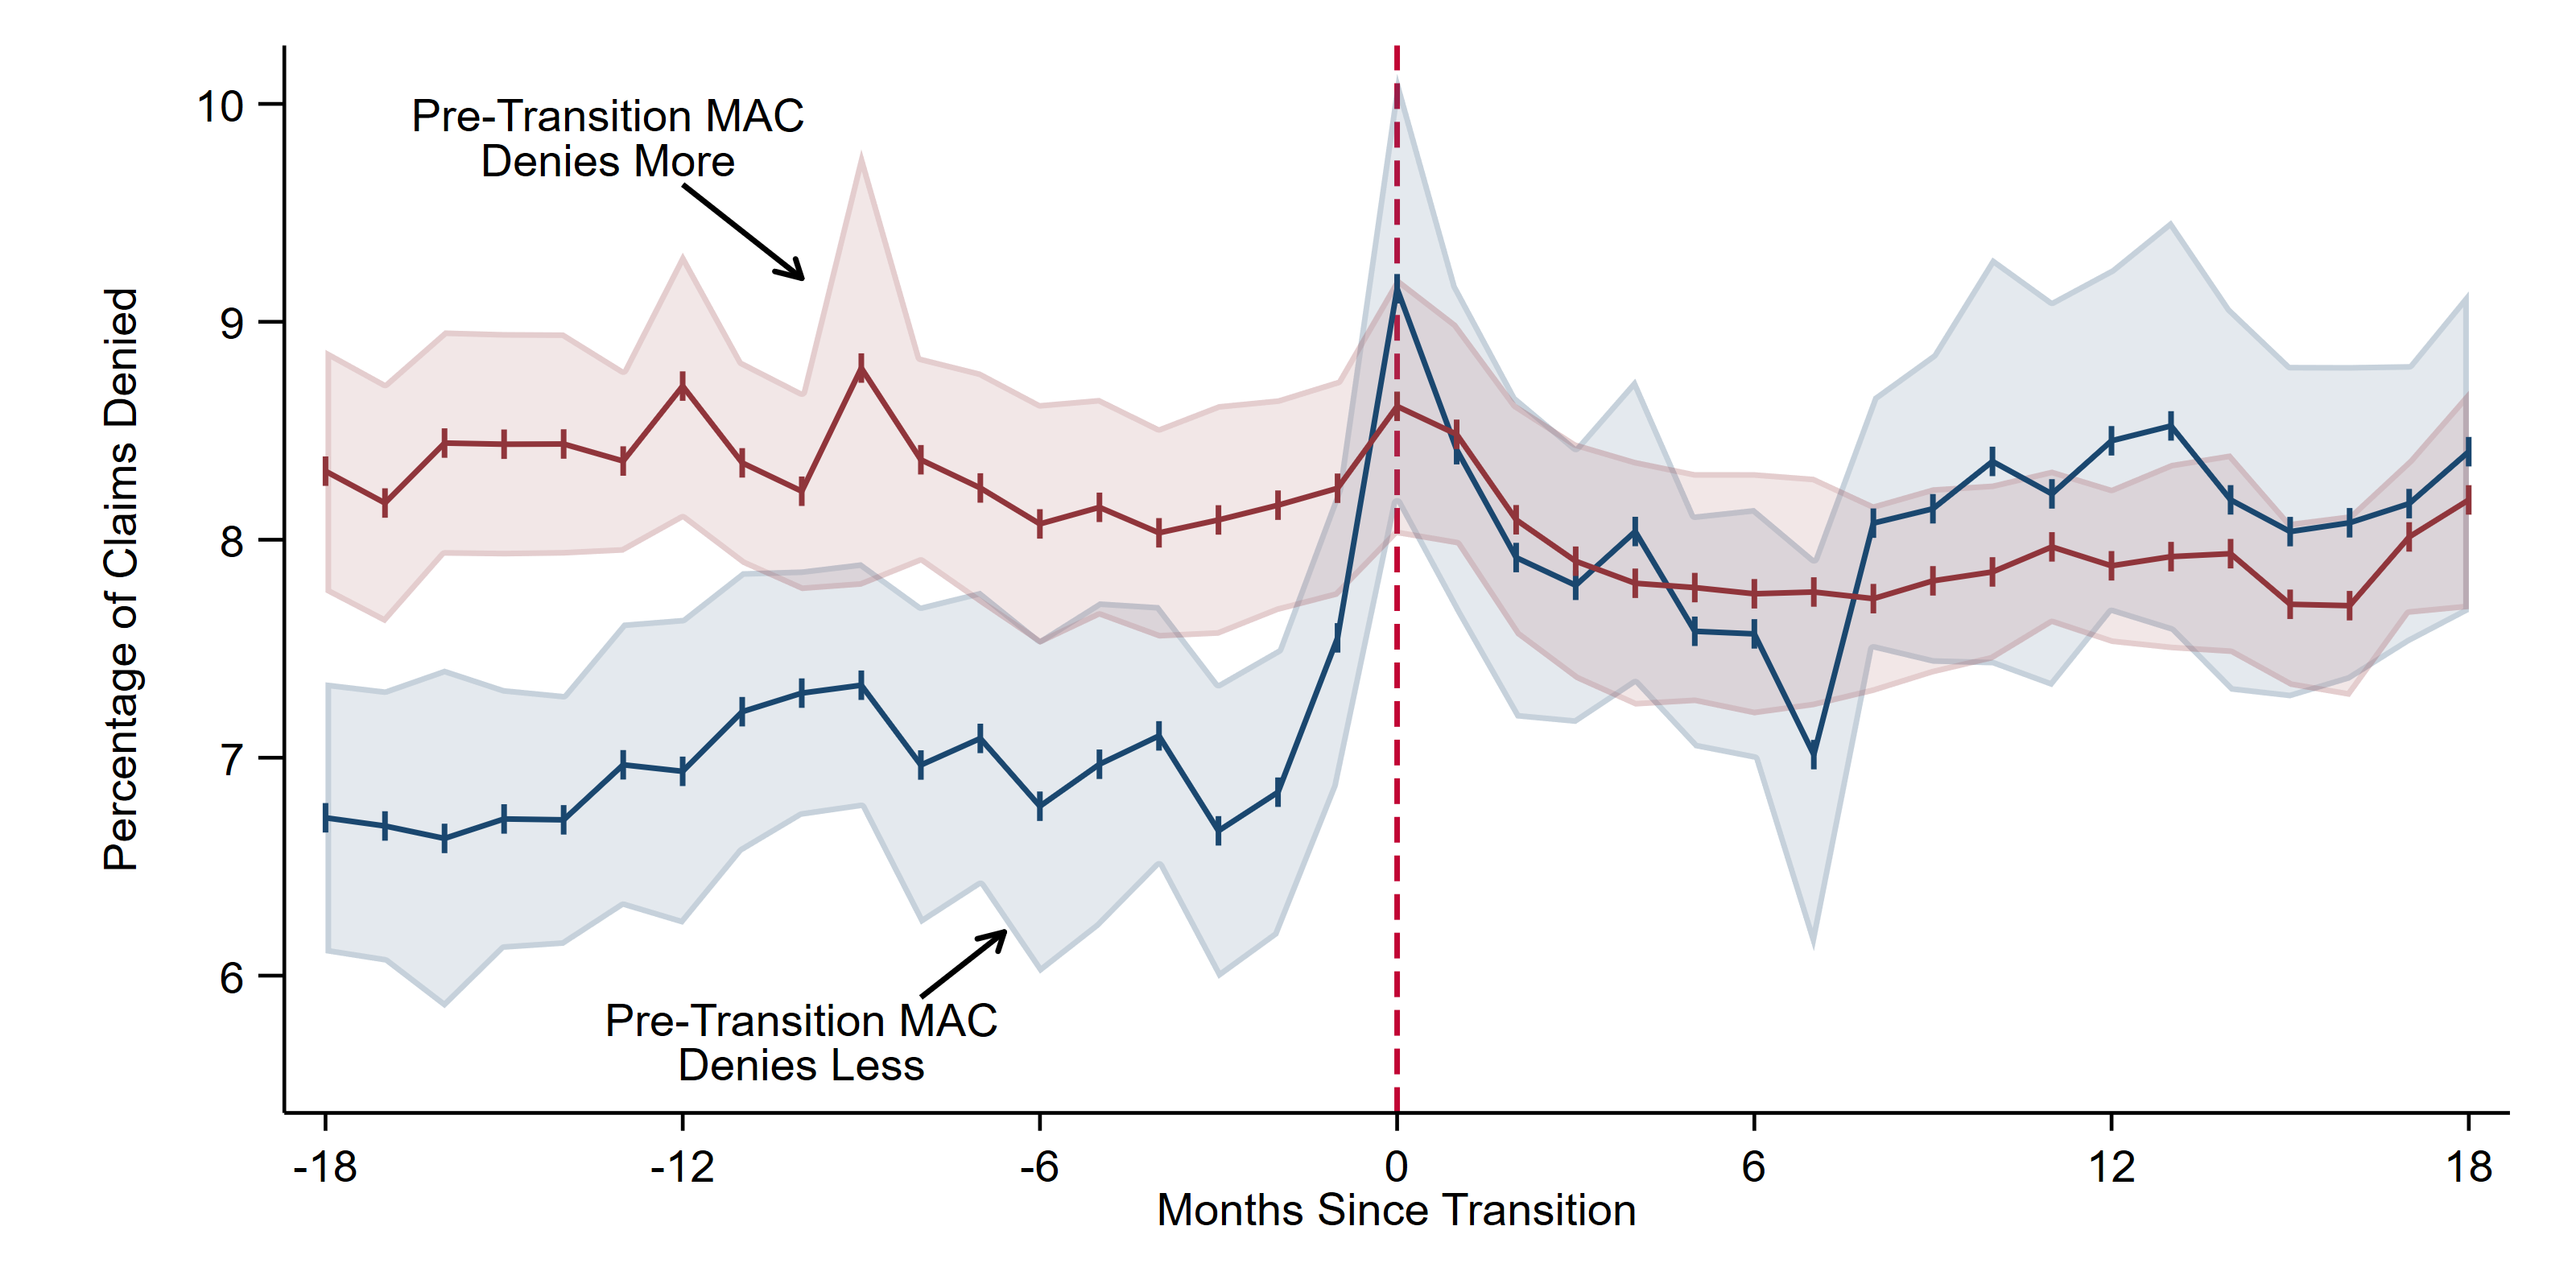 10
9
8
7
6
Percentage of Claims Denied
Pre-Transition MAC
Denies More
Pre-Transition MAC
Denies Less
-18
-12
-6
0
6
12
18
Months Since Transition